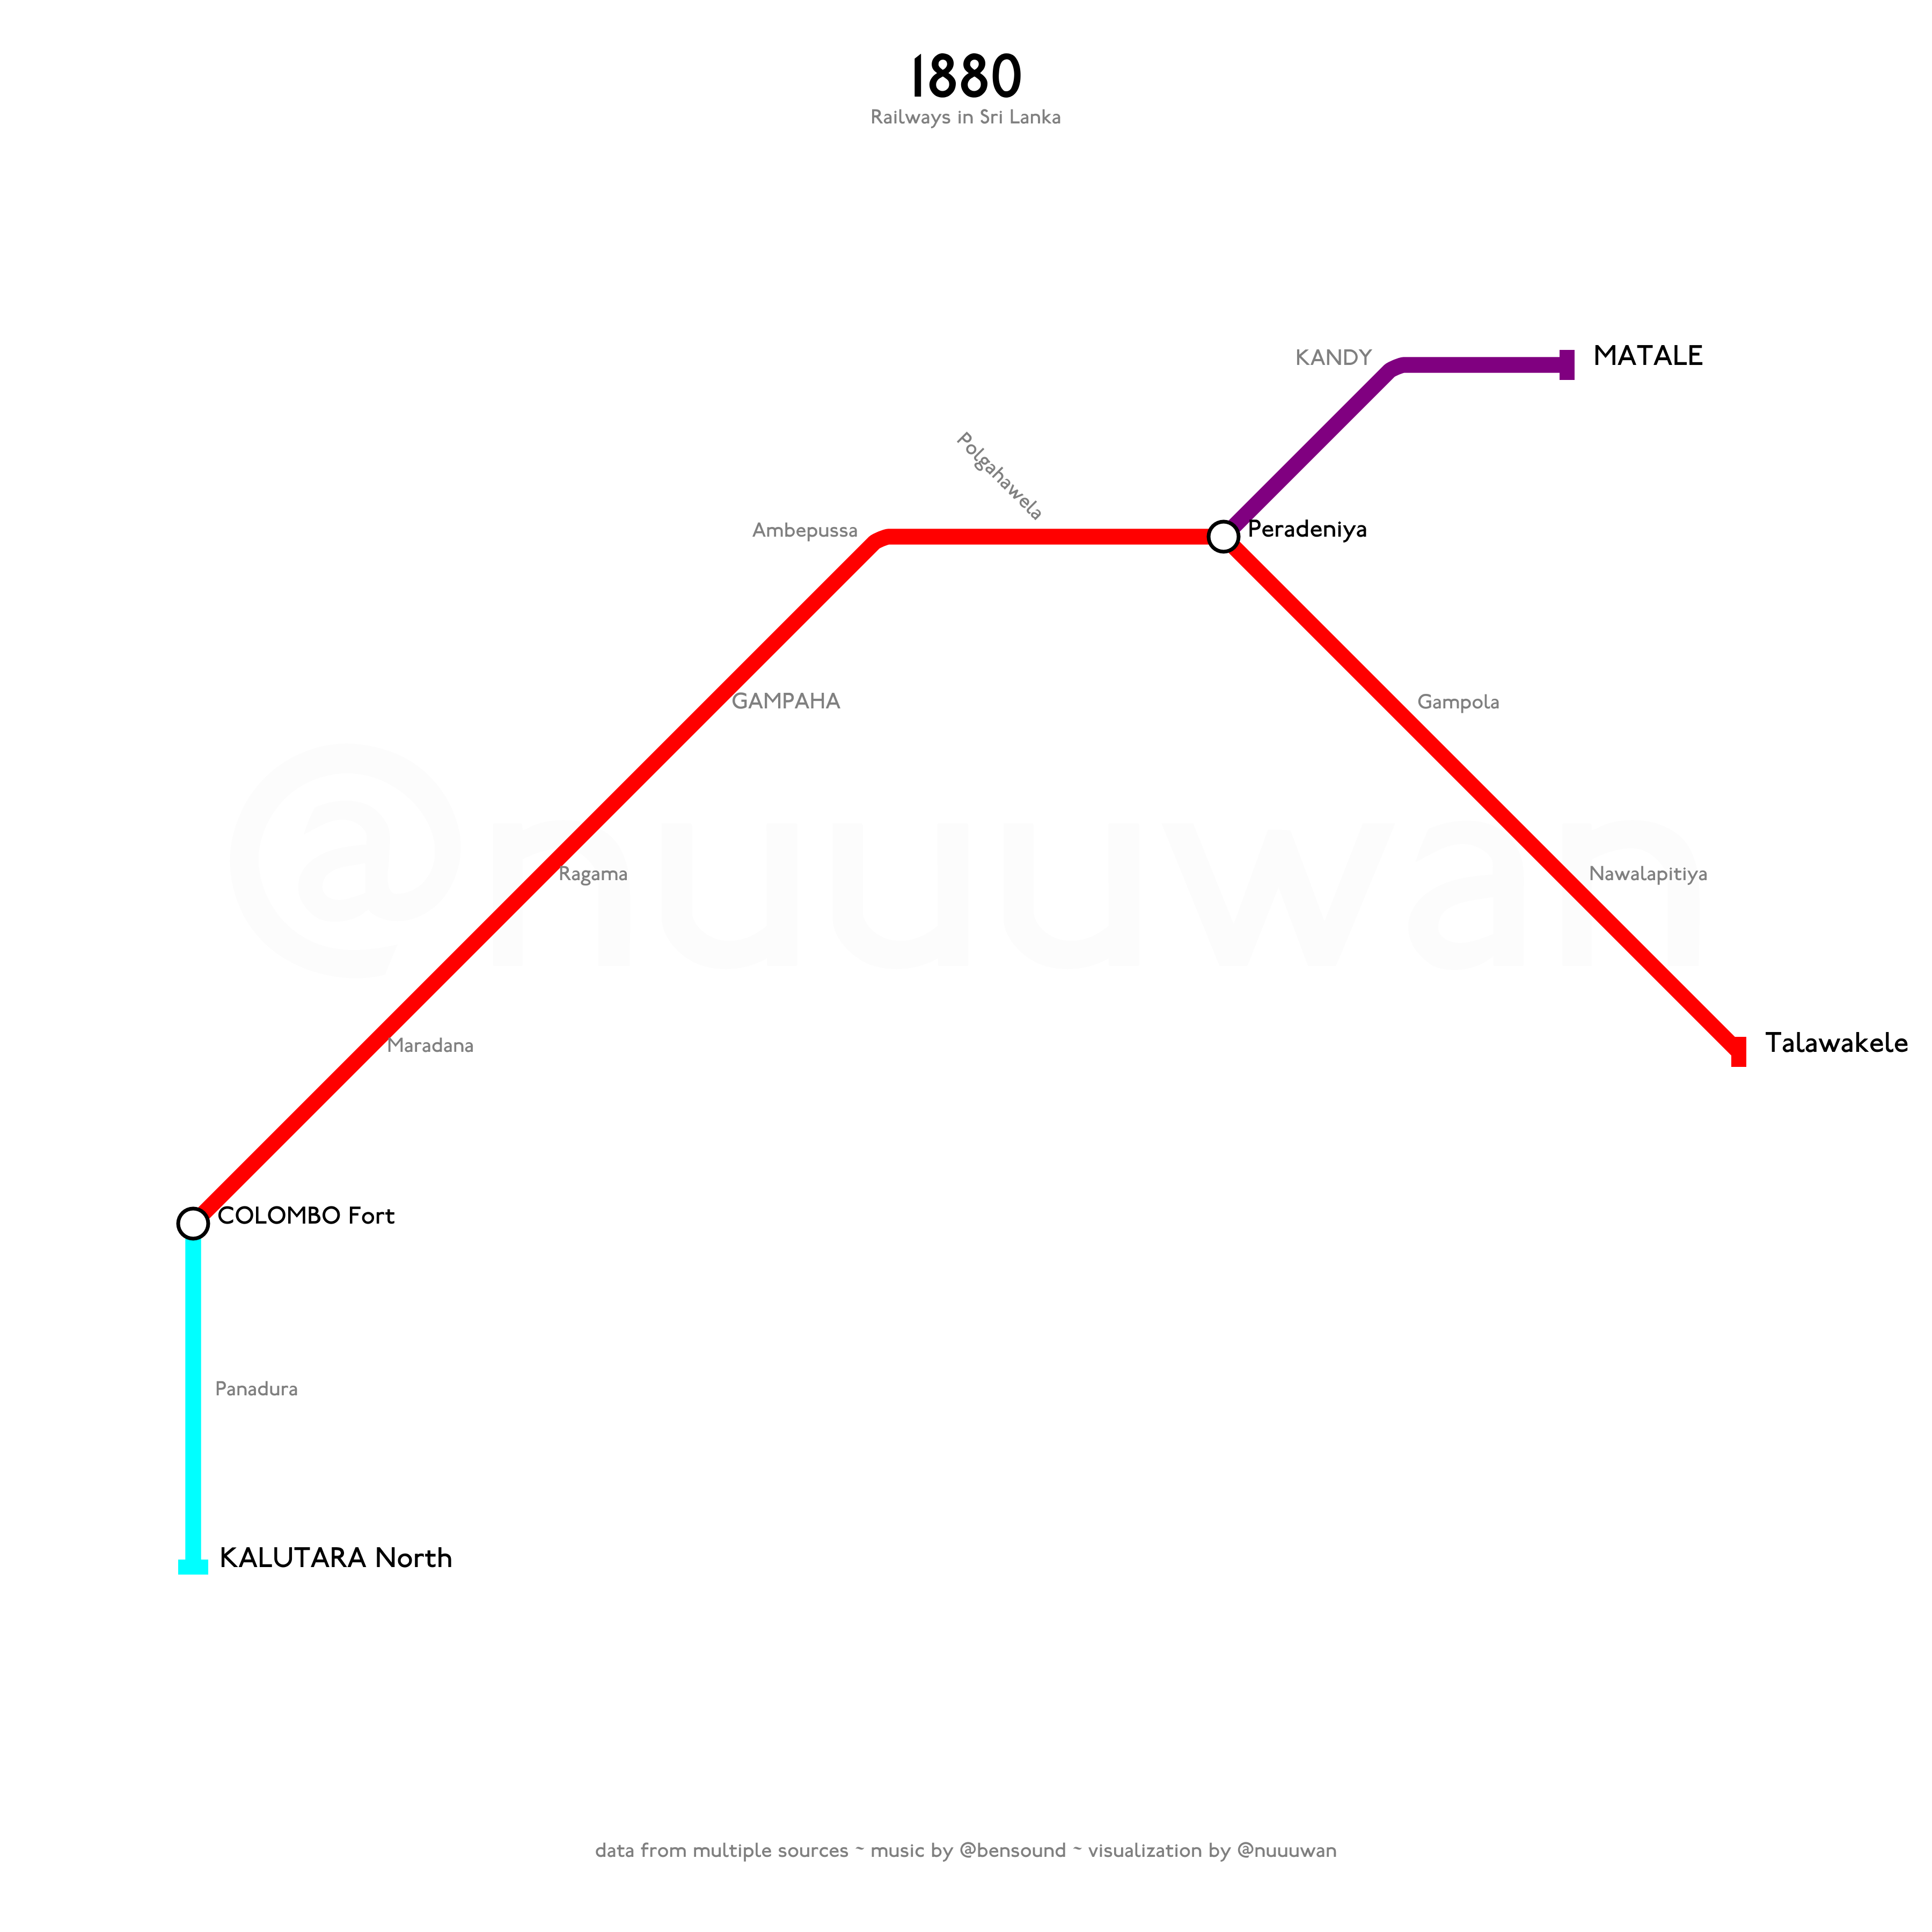 1880
Railways in Sri Lanka
KANDY
MATALE
Polgahawela
Ambepussa
Peradeniya
GAMPAHA
Gampola
@nuuuwan
Ragama
Nawalapitiya
Maradana
Talawakele
COLOMBO Fort
Panadura
KALUTARA North
data from multiple sources ~ music by @bensound ~ visualization by @nuuuwan